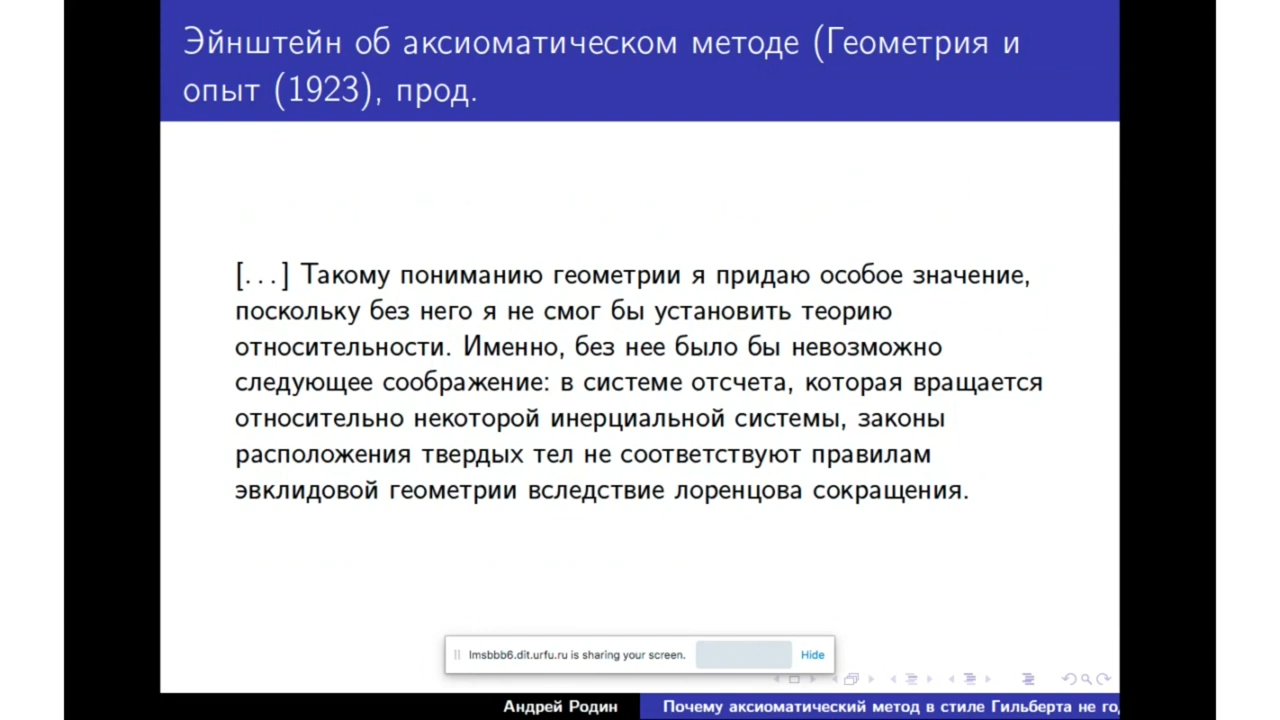 Эйнштейн об аксиоматическом методе (Геометрия и
опыт (1923), прод.
[...] Такому пониманию геометрии я придаю особое значение,
поскольку без него я не смог бы установить теорию
относительности. Именно, без нее было бы невозможно
следующее соображение: в системе отсчета, которая вращается
относительно некоторой инерциальной системы, законы
расположения твердых тел не соответствуют правилам
эвклидовой геометрии вследствие лоренцова сокращения.
lmsbbb6.dit.urfu.ru is sharing your screen.
Hide
Андрей Родин
Почему аксиоматический метод в стиле Гильберта не